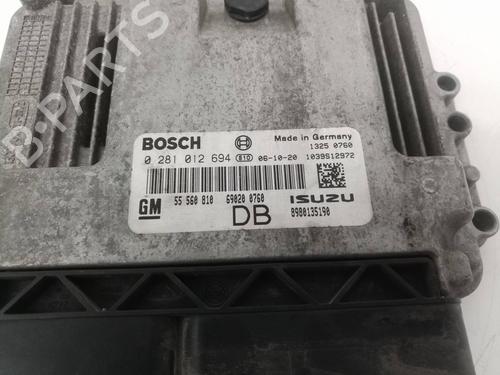 B-PARTS
BOSCH Made in Germany
0 281 012 694 610 06-10-20 1039S12972
1325 0760
GM 55 560 810 69020 0760 ISUZU
DB 8980135190